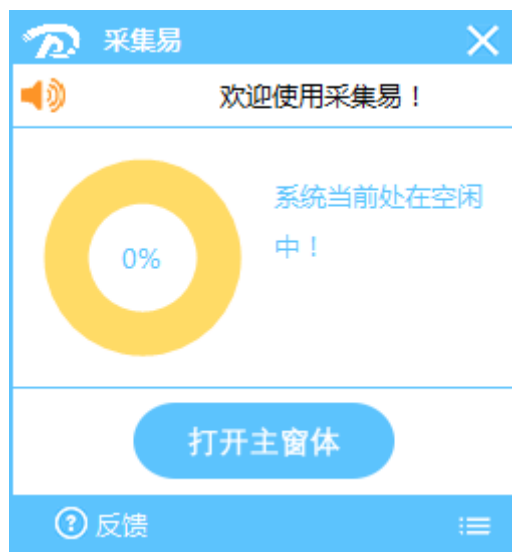 采集易
欢迎使用采集易！
0%
系统当前处在空闲
中！
打开主窗体
? 反馈